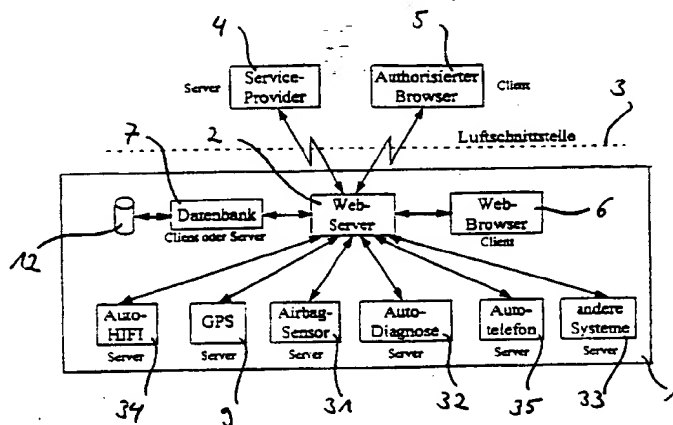 4
5
Server
Service-
Provider
Authorisierter
Browser
Client
3
7
2
Luftschnittstelle
Datenbank
Client oder Server
Web-
Server
Web-
Browser
Client
6
12
Auto-
HIFI
Server
GPS
Server
Airbag-
Sensor
Server
Auto-
Diagnose
Server
Auto-
telefon
Server
andere
Systeme
Server
34
9
31
32
35
33
1